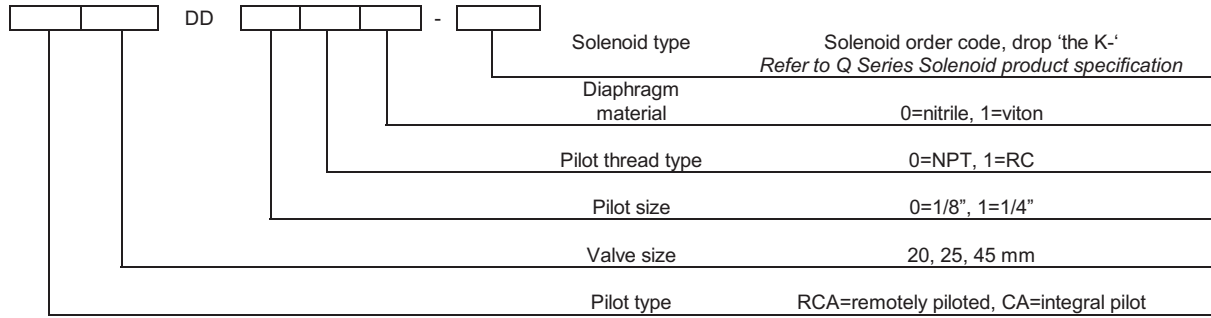 DD -
Solenoid type Solenoid order code, drop ‘the K-‘
Refer to Q Series Solenoid product specification
Diaphragm
material 0=nitrile, 1=viton
Pilot thread type 0=NPT, 1=RC
Pilot size 0=1/8”, 1=1/4”
Valve size 20, 25, 45 mm
Pilot type RCA=remotely piloted, CA=integral pilot